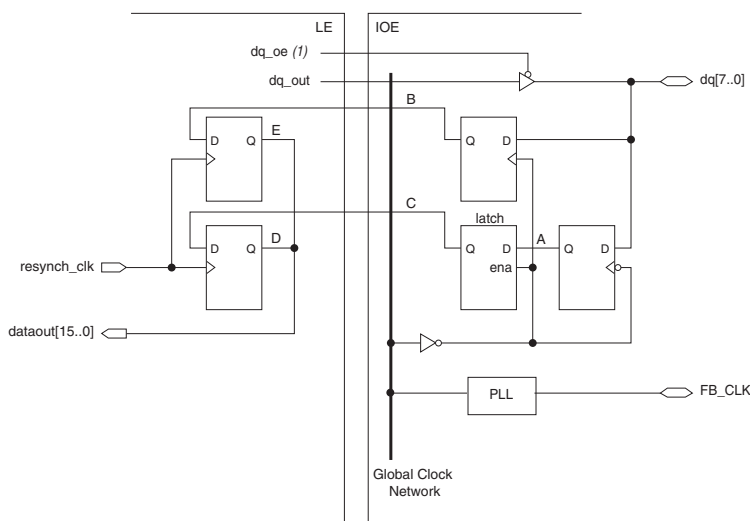 LE
IOE
dq_oe (1)
dq_out
dq[7..0]
B
D Q
E
Q D
C
latch
D Q
D
Q D
A
Q D
ena
resynch_clk
dataout[15..0]
PLL
FB_CLK
Global Clock
Network